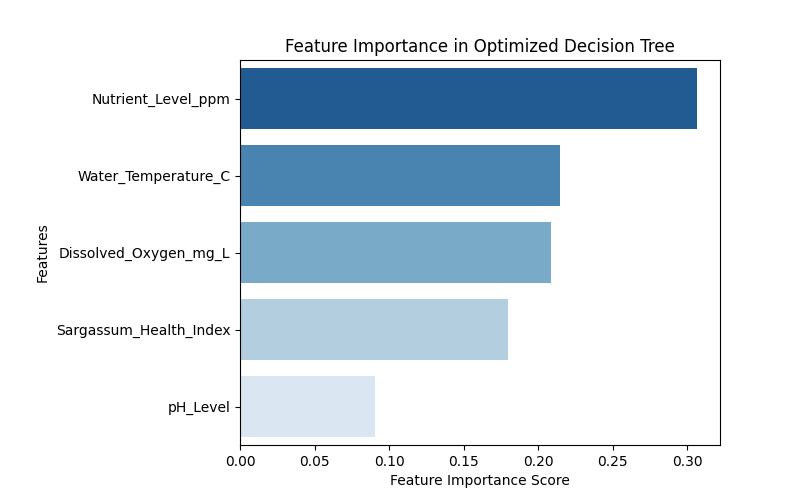 Feature Importance in Optimized Decision Tree
Nutrient_Level_ppm
Water_Temperature_C
Dissolved_Oxygen_mg_L
Sargassum_Health_Index
pH_Level
Features
0.00 0.05 0.10 0.15 0.20 0.25 0.30
Feature Importance Score